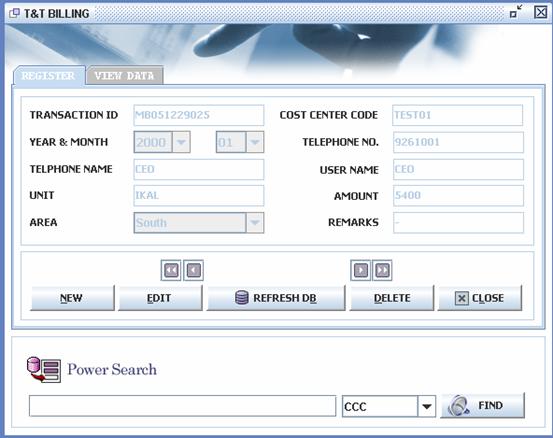 T&T BILLING
REGISTER VIEW DATA
TRANSACTION ID MB051229025 COST CENTER CODE TEST01
YEAR & MONTH 2000 01 TELEPHONE NO. 9261001
TELPHONE NAME CEO USER NAME CEO
UNIT IKAL AMOUNT 5400
AREA South REMARKS -
NEW EDIT REFRESH DB DELETE CLOSE
Power Search
CCC FIND